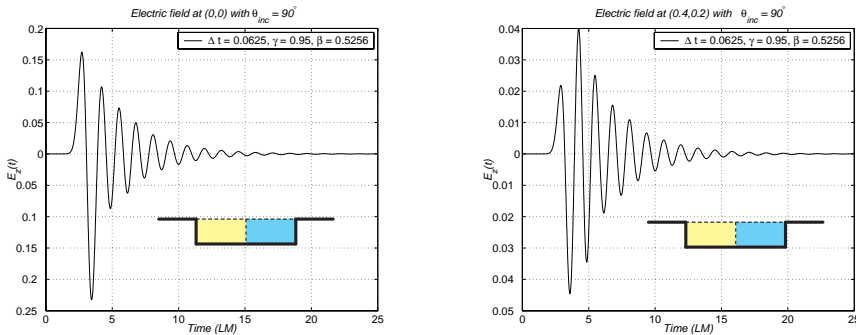 Electric field at (0,0) with θinc = 90°
Δ t = 0.0625, γ = 0.95, β = 0.5256
0.2
0.15
0.1
0.05
0
0.05
0.1
0.15
0.2
0.25
Ez(t)
0 5 10 15 20 25
Time (LM)
Electric field at (0.4,0.2) with θinc = 90°
Δ t = 0.0625, γ = 0.95, β = 0.5256
0.04
0.03
0.02
0.01
0
0.01
0.02
0.03
0.04
0.05
Ez(t)
0 5 10 15 20 25
Time (LM)